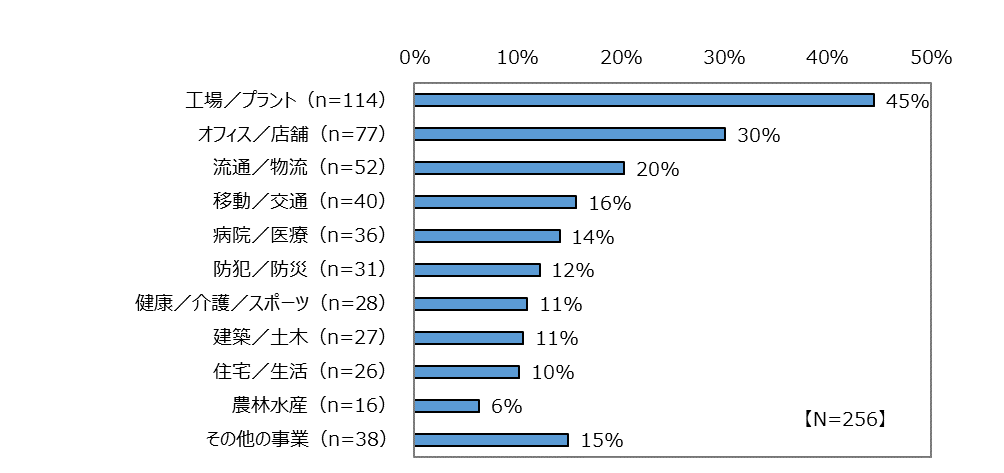 0% 10% 20% 30% 40% 50%
工場／プラント（n=114） 45%
オフィス／店舗（n=77） 30%
流通／物流（n=52） 20%
移動／交通（n=40） 16%
病院／医療（n=36） 14%
防犯／防災（n=31） 12%
健康／介護／スポーツ（n=28） 11%
建築／土木（n=27） 11%
住宅／生活（n=26） 10%
農林水産（n=16） 6%
【N=256】
その他の事業（n=38） 15%